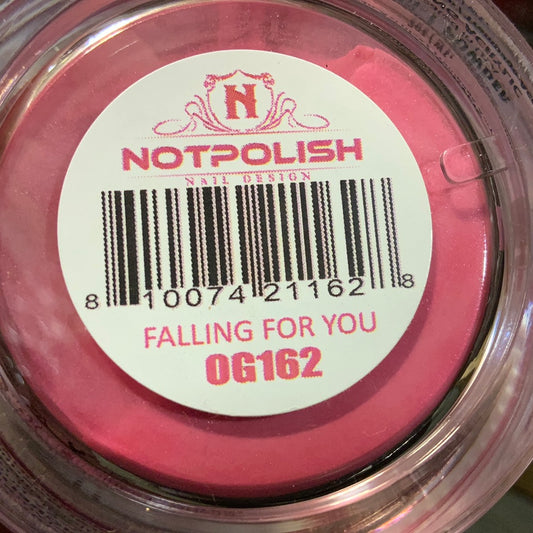 N
NOTPOLISH
NAIL DESIGN
8 10074 21162 8
FALLING FOR YOU
OG162